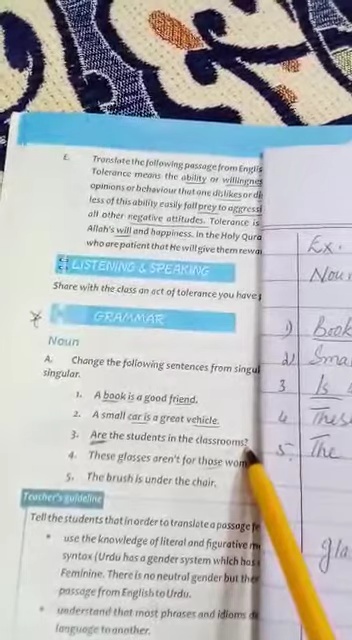 E. Translate the following passage from Englis
Tolerance means the ability or willingnes
opinions or behaviour that one dislikes or di
less of this ability easily fall prey to aggressi
all other negative attitudes. Tolerance is
Allah's will and happiness. In the Holy Qura
who are patient that He will give them rewa
LISTENING & SPEAKING
Share with the class an act of tolerance you have
GRAMMAR
Noun
A. Change the following sentences from singul
singular.
1. A book is a good friend.
2. A small car is a great vehicle.
3. Are the students in the classrooms?
4. These glasses aren't for those wom
5. The brush is under the chair.
Teacher's guideline
Tell the students that in order to translate a passage fr
• use the knowledge of literal and figurative m
syntax (Urdu has a gender system which has
Feminine. There is no neutral gender but ther
passage from English to Urdu.
• understand that most phrases and idioms do
language to another.
Ex.
Nou
1) Book
2) Sma
3 Is
4 These
5. The
gla